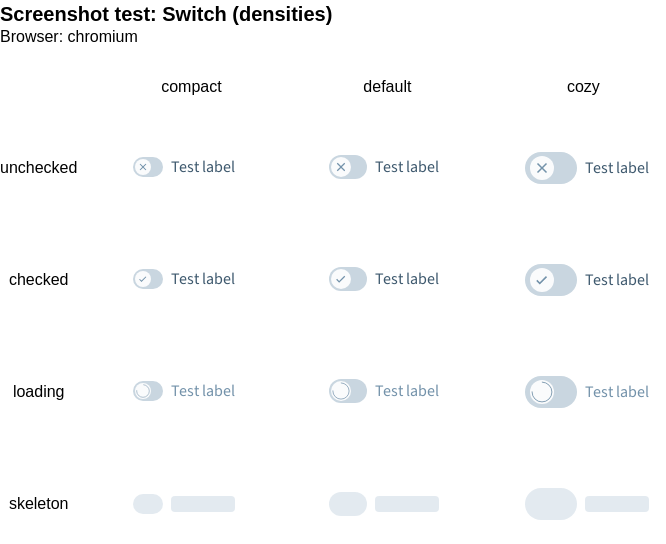 Screenshot test: Switch (densities)
Browser: chromium
compact default cozy
unchecked Test label Test label Test label
checked Test label Test label Test label
loading Test label Test label Test label
skeleton